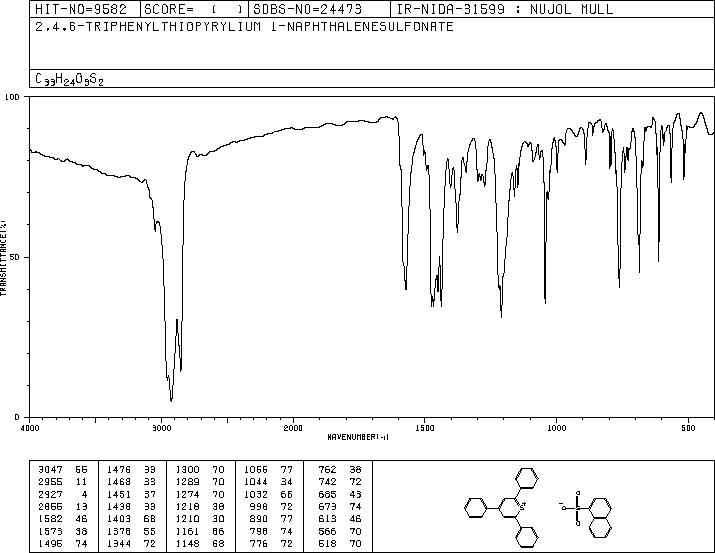 HIT-NO=9582 SCORE= ( ) SDBS-NO=24473 IR-NIDA-31599 : NUJOL MULL
2,4,6-TRIPHENYLTHIOPYRYLIUM 1-NAPHTHALENESULFONATE
C33H24O3S2
100
50
0
TRANSMITTANCE(%)
4000 3000 2000 1500 1000 500
WAVENUMBER(-1)
3047 55 1476 33 1300 70 1066 77 762 38
2955 11 1468 33 1289 70 1044 34 742 72
2927 4 1451 37 1274 70 1032 66 685 43
2855 13 1438 33 1218 38 998 72 673 74
1582 46 1403 68 1210 30 890 77 613 46
1573 38 1378 55 1161 66 798 74 566 70
1495 74 1344 72 1148 68 776 72 518 70
S+
O
-O-S
O